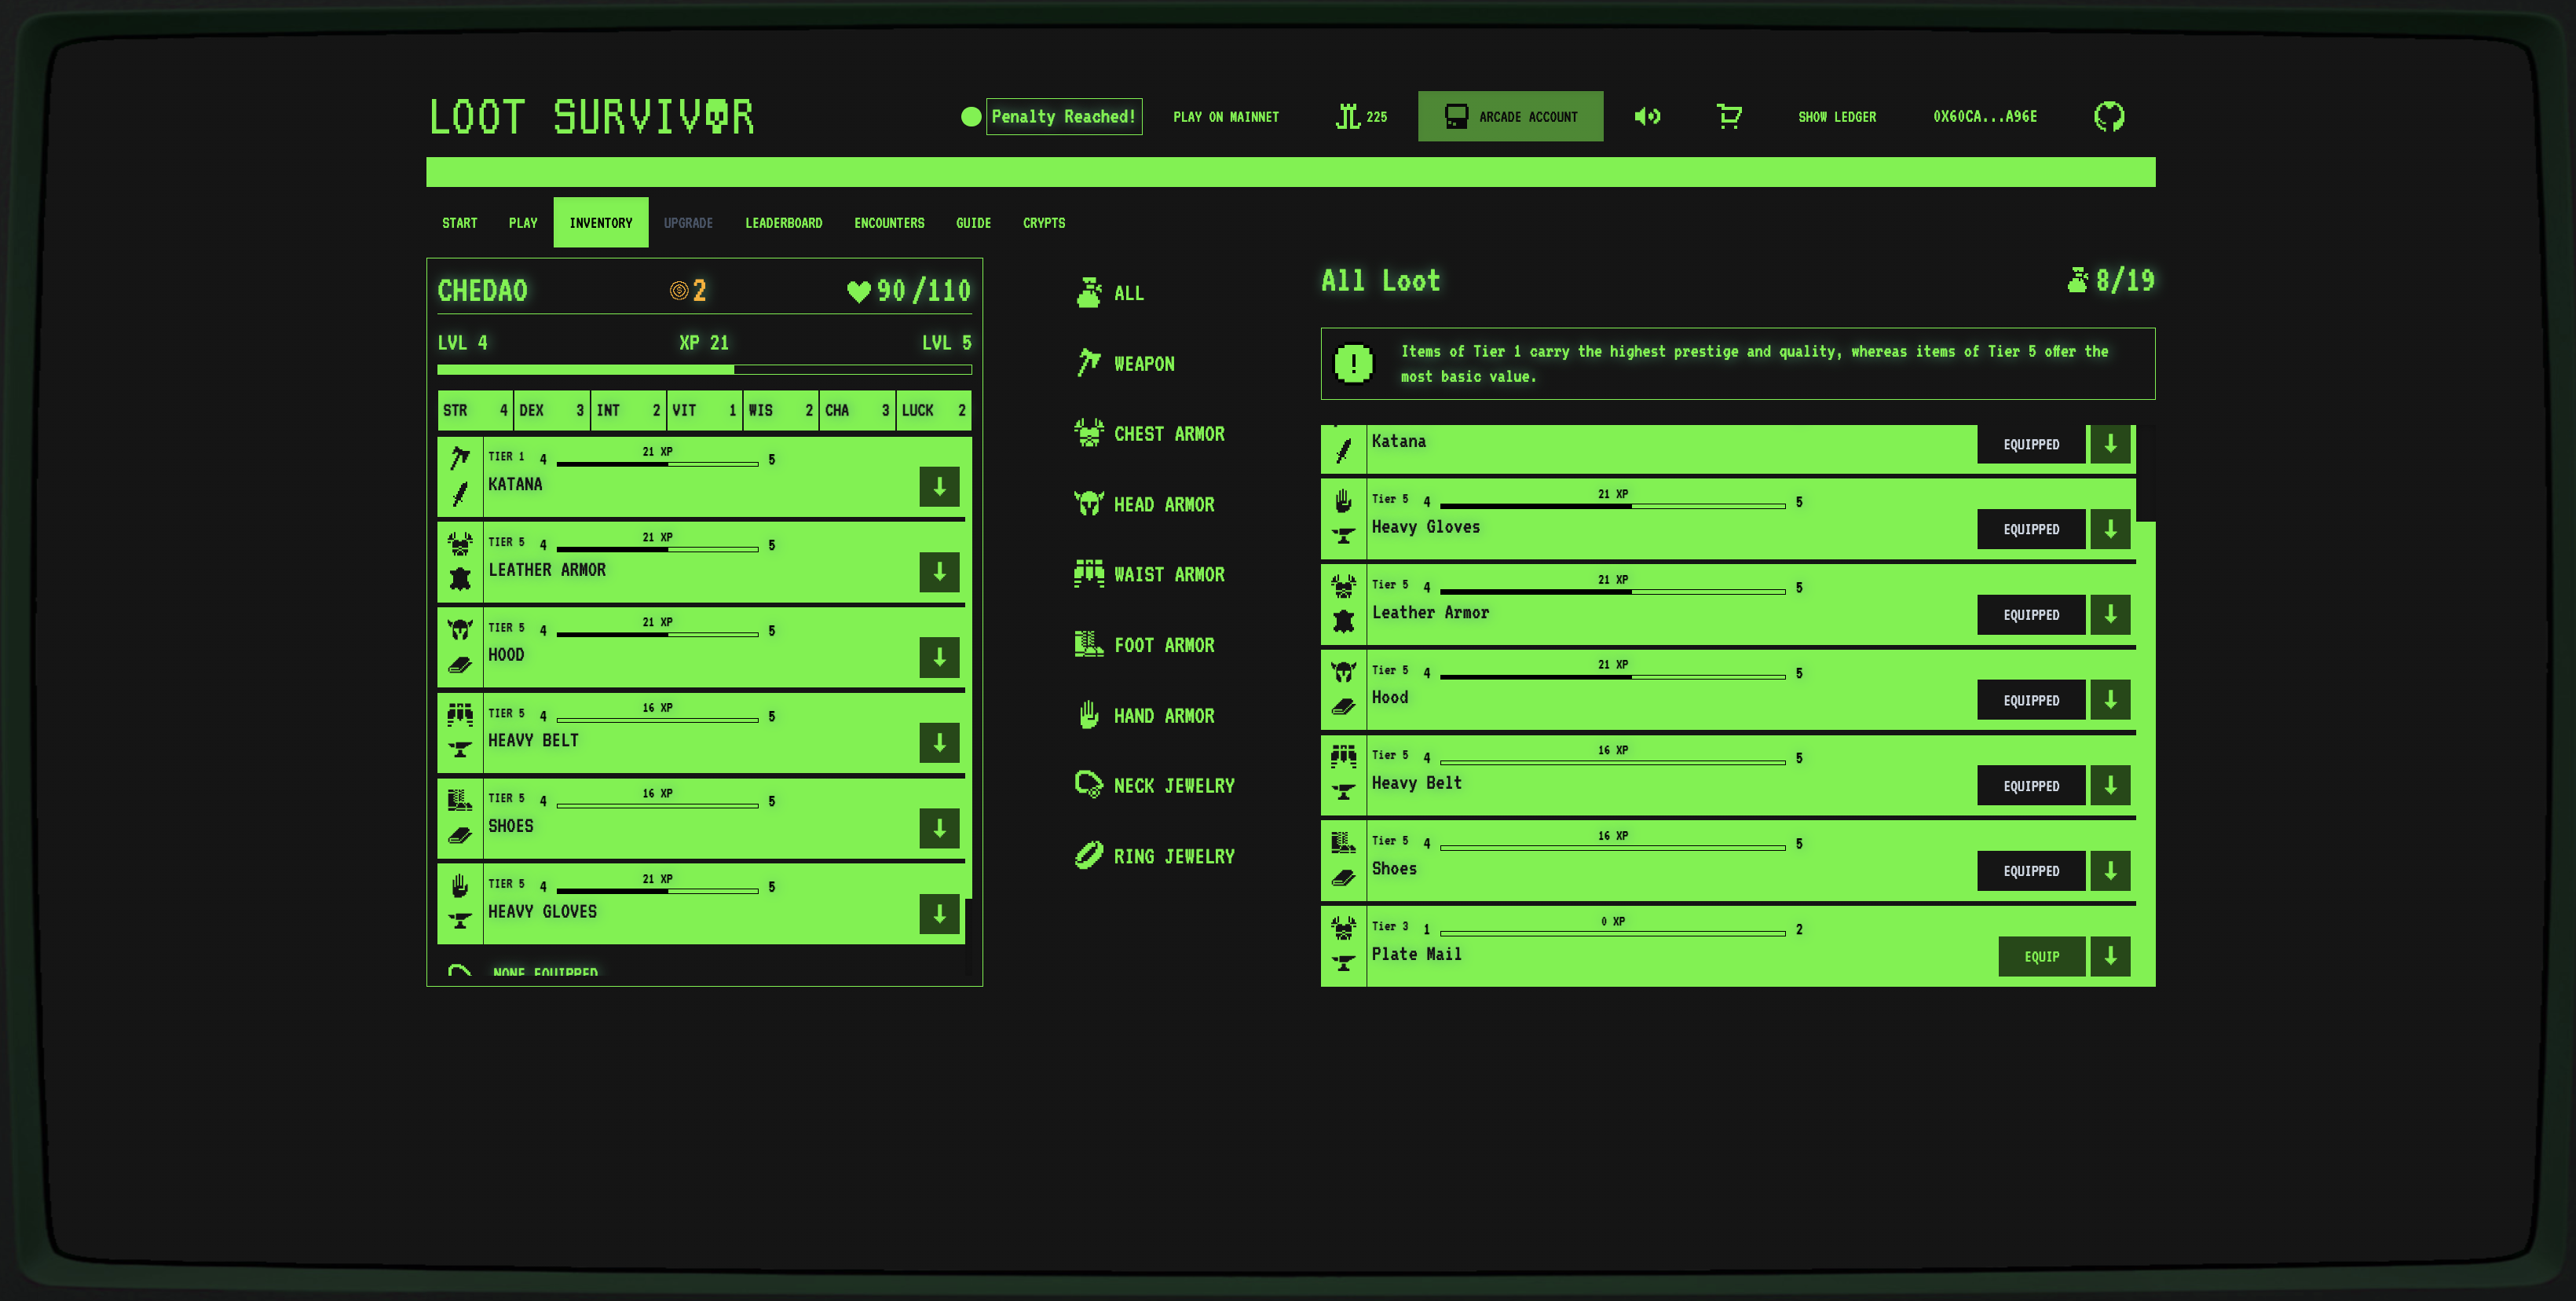 LOOT SURVIVOR
Penalty Reached!
PLAY ON MAINNET
225
ARCADE ACCOUNT
SHOW LEDGER
0X60CA...A96E
START PLAY INVENTORY UPGRADE LEADERBOARD ENCOUNTERS GUIDE CRYPTS
CHEDAO 2 90/110
LVL 4 XP 21 LVL 5
STR 4 DEX 3 INT 2 VIT 1 WIS 2 CHA 3 LUCK 2
TIER 1 4 21 XP 5
KATANA
TIER 5 4 21 XP 5
LEATHER ARMOR
TIER 5 4 21 XP 5
HOOD
TIER 5 4 16 XP 5
HEAVY BELT
TIER 5 4 16 XP 5
SHOES
TIER 5 4 21 XP 5
HEAVY GLOVES
NONE EQUIPPED
ALL
WEAPON
CHEST ARMOR
HEAD ARMOR
WAIST ARMOR
FOOT ARMOR
HAND ARMOR
NECK JEWELRY
RING JEWELRY
All Loot 8/19
Items of Tier 1 carry the highest prestige and quality, whereas items of Tier 5 offer the
most basic value.
Katana EQUIPPED
Tier 5 4 21 XP 5
Heavy Gloves EQUIPPED
Tier 5 4 21 XP 5
Leather Armor EQUIPPED
Tier 5 4 21 XP 5
Hood EQUIPPED
Tier 5 4 16 XP 5
Heavy Belt EQUIPPED
Tier 5 4 16 XP 5
Shoes EQUIPPED
Tier 3 1 0 XP 2
Plate Mail EQUIP